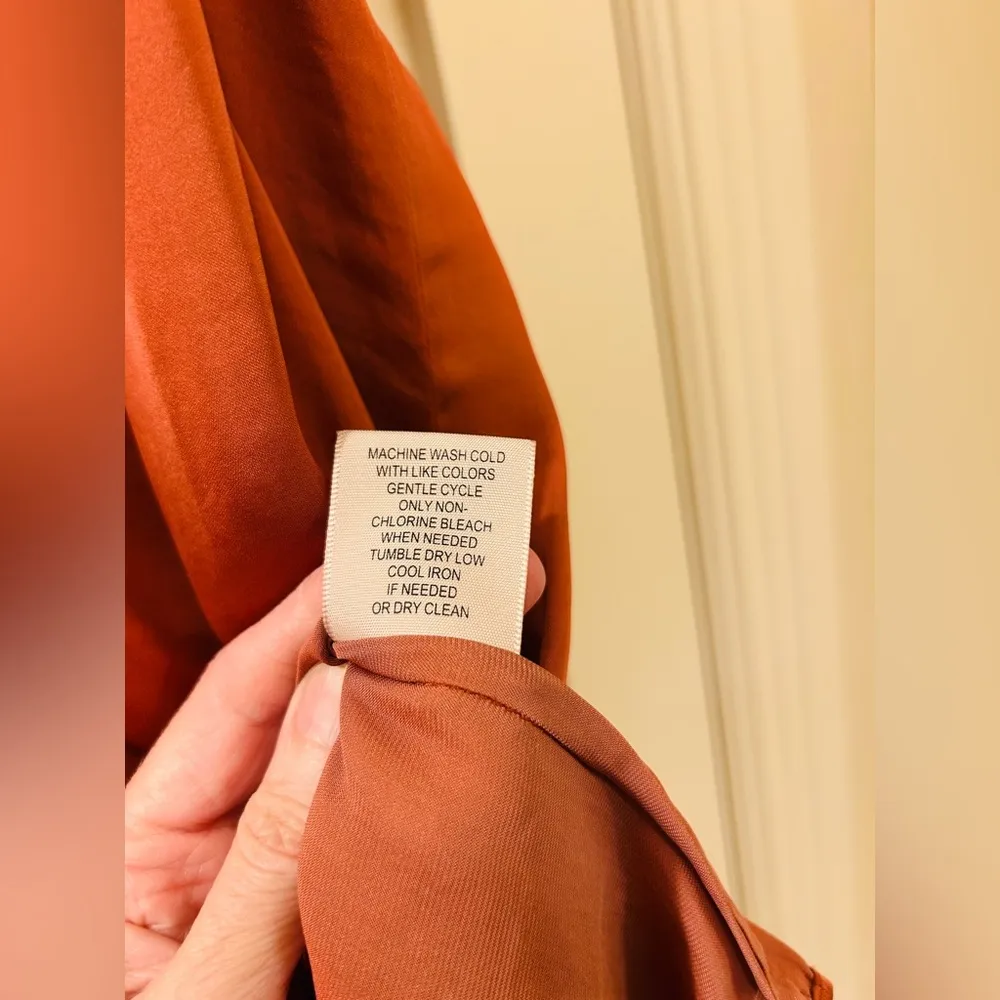 MACHINE WASH COLD
WITH LIKE COLORS
GENTLE CYCLE
ONLY NON-
CHLORINE BLEACH
WHEN NEEDED
TUMBLE DRY LOW
COOL IRON
IF NEEDED
OR DRY CLEAN